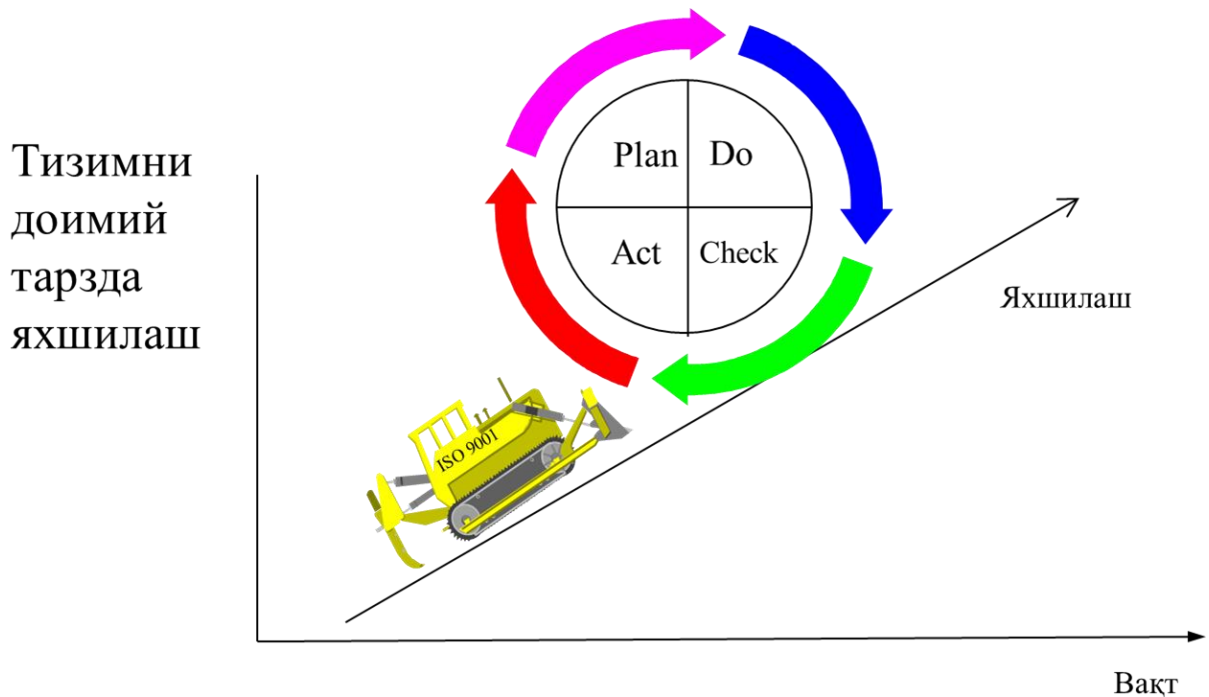 Тизимни
доимий
тарзда
яхшилаш
Plan
Do
Act
Check
Яхшилаш
ISO 9001
Вақт